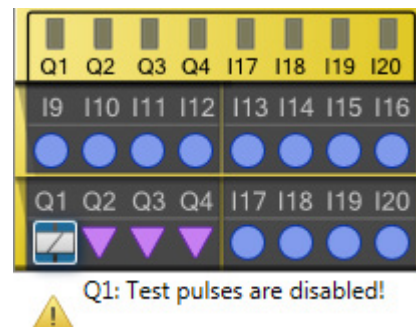 Q1 Q2 Q3 Q4 I17 I18 I19 I20
I9 I10 I11 I12 I13 I14 I15 I16
Q1 Q2 Q3 Q4 I17 I18 I19 I20
Q1: Test pulses are disabled!